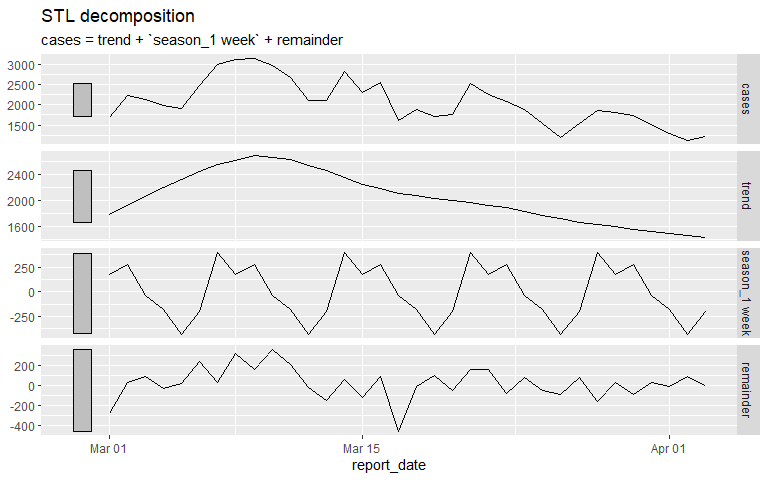 STL decomposition
cases = trend + `season_1 week` + remainder
3000
2500
2000
1500
cases
2400
2000
1600
trend
250
0
-250
season_1 week
200
0
-200
-400
remainder
Mar 01
Mar 15
Apr 01
report_date